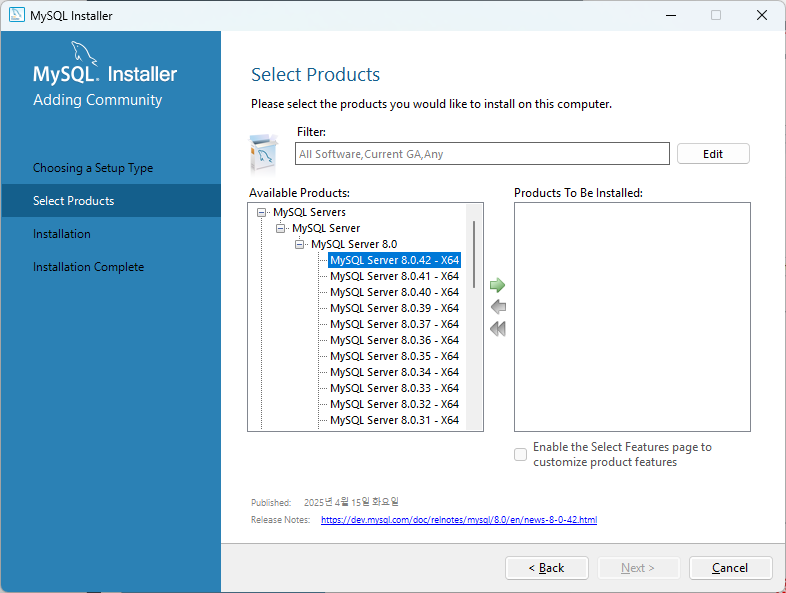 MySQL Installer
MySQL. Installer
Adding Community
Choosing a Setup Type
Select Products
Installation
Installation Complete
Select Products
Please select the products you would like to install on this computer.
Filter:
All Software,Current GA,Any
Edit
Available Products:
MySQL Servers
MySQL Server
MySQL Server 8.0
MySQL Server 8.0.42 - X64
MySQL Server 8.0.41 - X64
MySQL Server 8.0.40 - X64
MySQL Server 8.0.39 - X64
MySQL Server 8.0.37 - X64
MySQL Server 8.0.36 - X64
MySQL Server 8.0.35 - X64
MySQL Server 8.0.34 - X64
MySQL Server 8.0.33 - X64
MySQL Server 8.0.32 - X64
MySQL Server 8.0.31 - X64
Products To Be Installed:
Enable the Select Features page to
customize product features
Published: 2025년 4월 15일 화요일
Release Notes: https://dev.mysql.com/doc/relnotes/mysql/8.0/en/news-8-0-42.html
< Back
Next >
Cancel